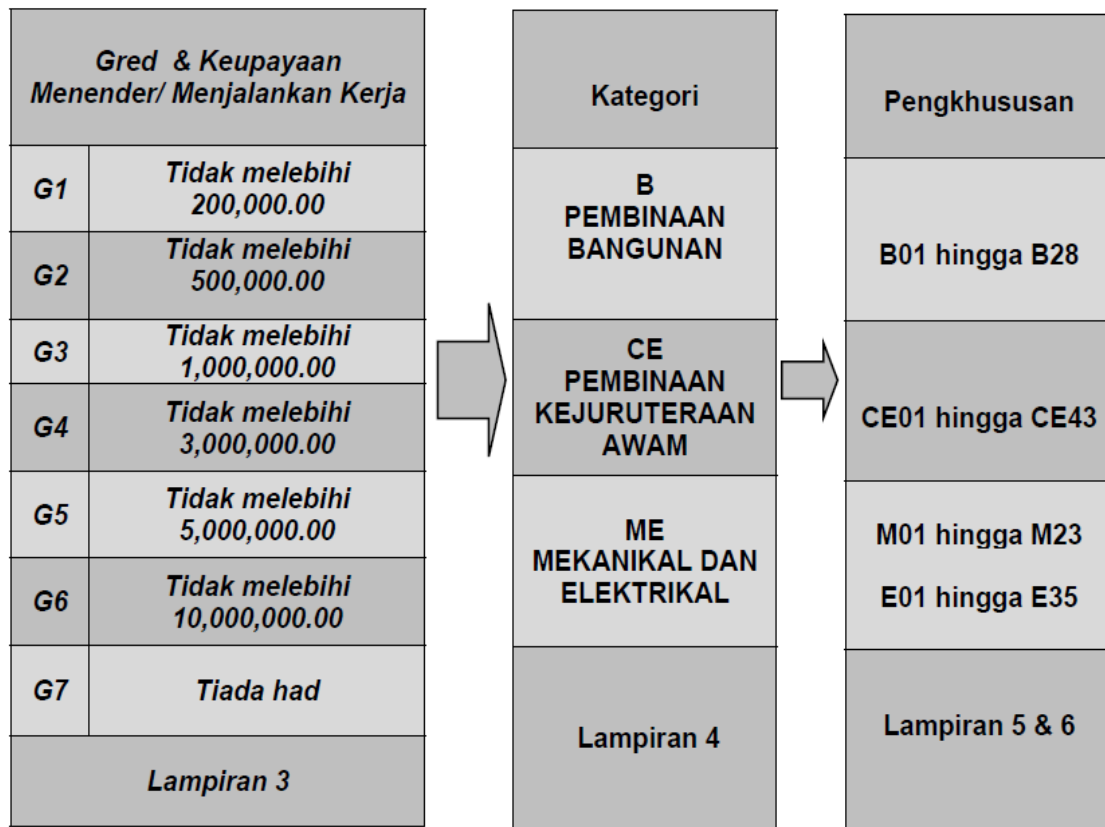 Gred & Keupayaan
Menender/ Menjalankan Kerja
G1
Tidak melebihi
200,000.00
G2
Tidak melebihi
500,000.00
G3
Tidak melebihi
1,000,000.00
G4
Tidak melebihi
3,000,000.00
G5
Tidak melebihi
5,000,000.00
G6
Tidak melebihi
10,000,000.00
G7
Tiada had
Lampiran 3
Kategori
B
PEMBINAAN
BANGUNAN
CE
PEMBINAAN
KEJURUTERAAN
AWAM
ME
MEKANIKAL DAN
ELEKTRIKAL
Lampiran 4
Pengkhususan
B01 hingga B28
CE01 hingga CE43
M01 hingga M23
E01 hingga E35
Lampiran 5 & 6